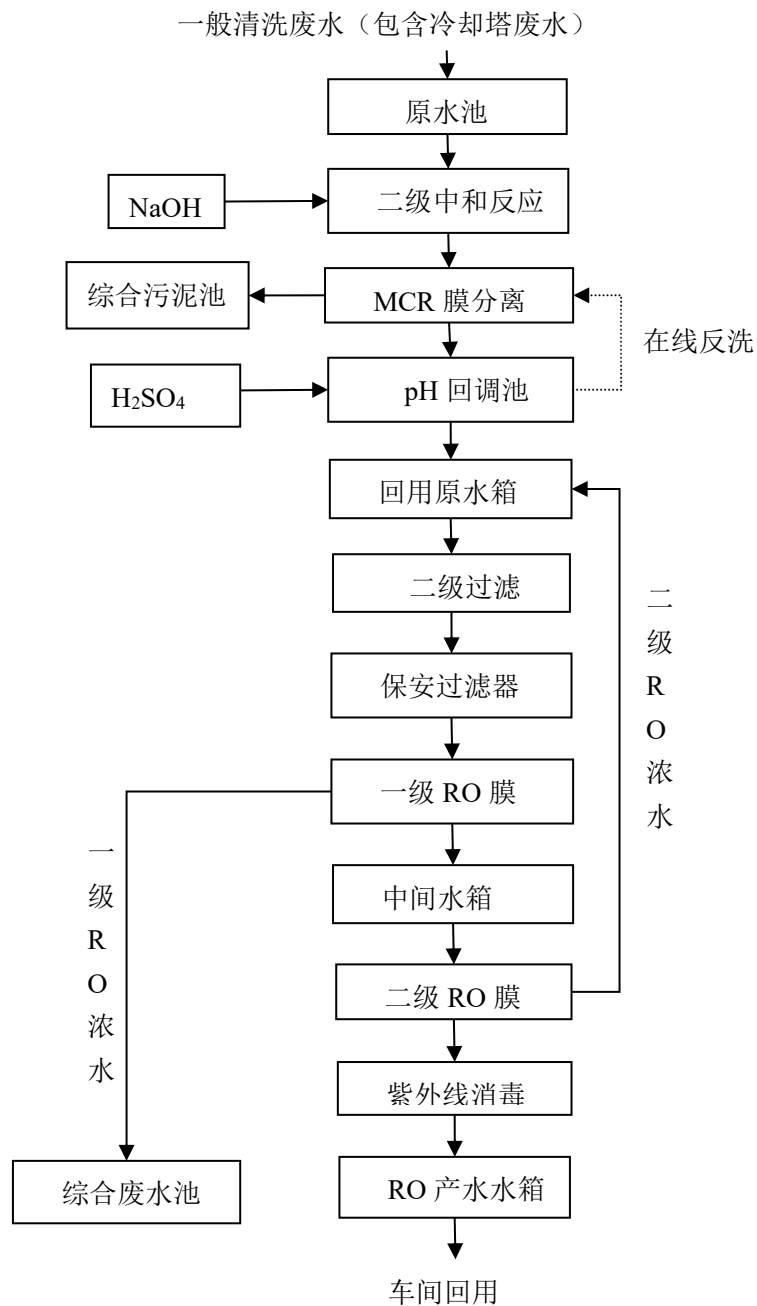 一般清洗废水（包含冷却塔废水）
原水池
NaOH
二级中和反应
综合污泥池
MCR 膜分离
在线反洗
H₂SO₄
pH 回调池
回用原水箱
二级过滤
二级RO浓水
保安过滤器
一级 RO 膜
一级RO浓水
中间水箱
二级 RO 膜
紫外线消毒
综合废水池
RO 产水水箱
车间回用